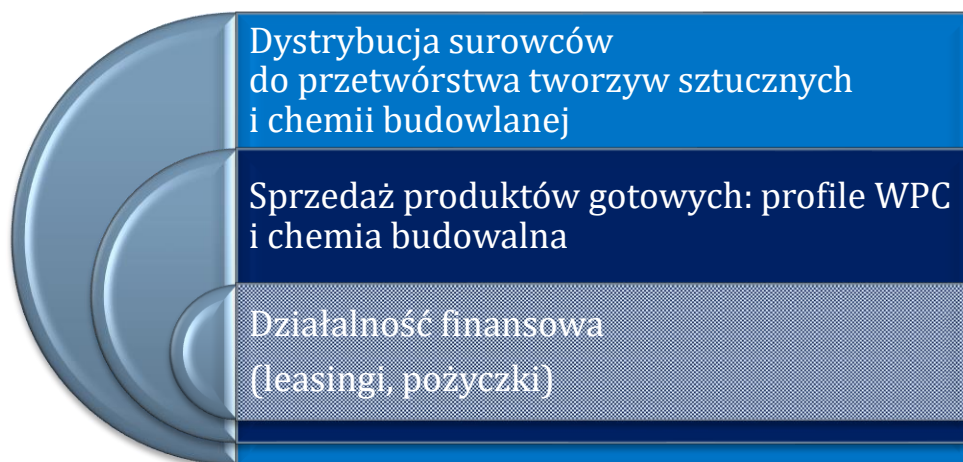 Dystrybucja surowców
do przetwórstwa tworzyw sztucznych
i chemii budowlanej
Sprzedaż produktów gotowych: profile WPC
i chemia budowalna
Działalność finansowa
(leasingi, pożyczki)